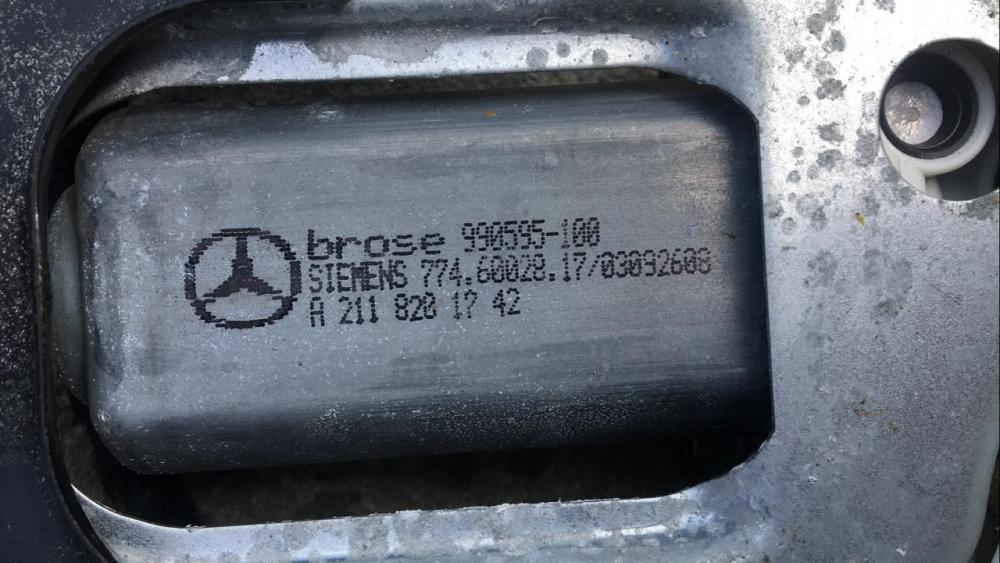 brose 990595-100
SIEMENS 774.60028.17/03092608
A 211 820 17 42